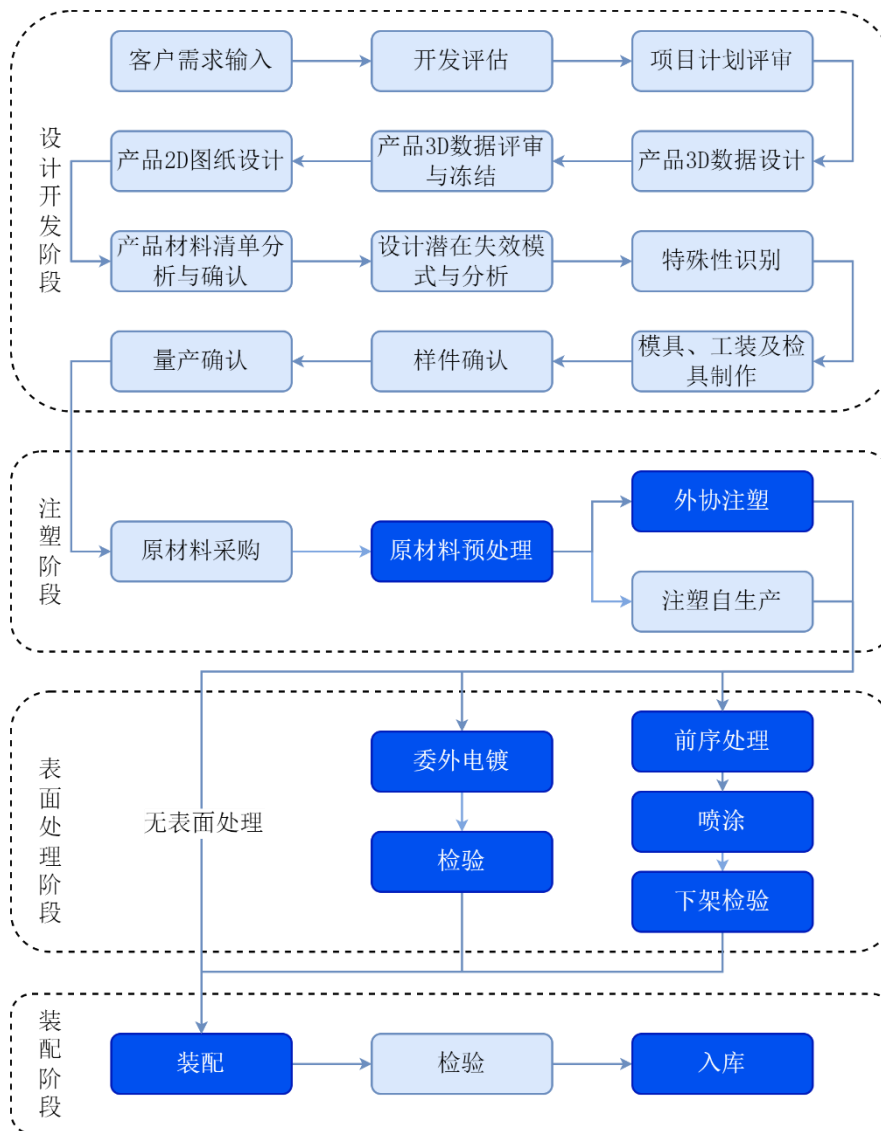 设计开发阶段
客户需求输入
开发评估
项目计划评审
产品2D图纸设计
产品3D数据评审
与冻结
产品3D数据设计
产品材料清单分
析与确认
设计潜在失效模
式与分析
特殊性识别
量产确认
样件确认
模具、工装及检
具制作
注塑阶段
原材料采购
原材料预处理
外协注塑
注塑自生产
表面处理阶段
无表面处理
委外电镀
检验
前序处理
喷涂
下架检验
装配阶段
装配
检验
入库